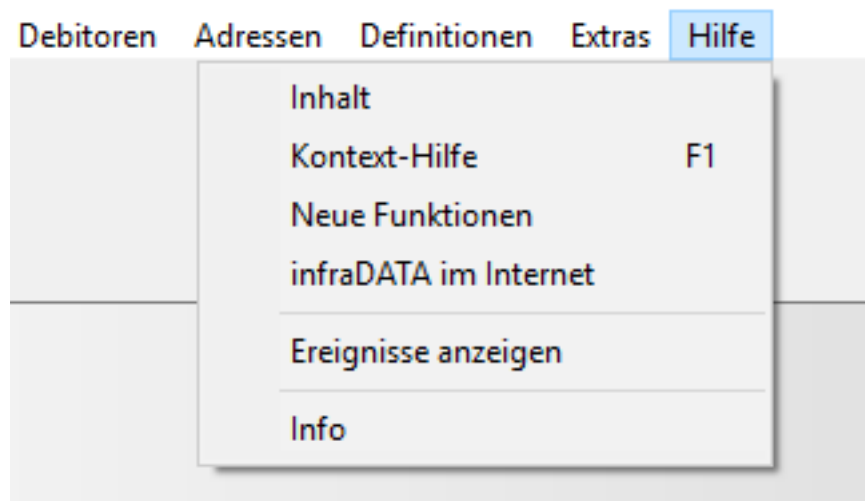 Debitoren Adressen Definitionen Extras Hilfe
Inhalt
Kontext-Hilfe F1
Neue Funktionen
infraDATA im Internet
Ereignisse anzeigen
Info